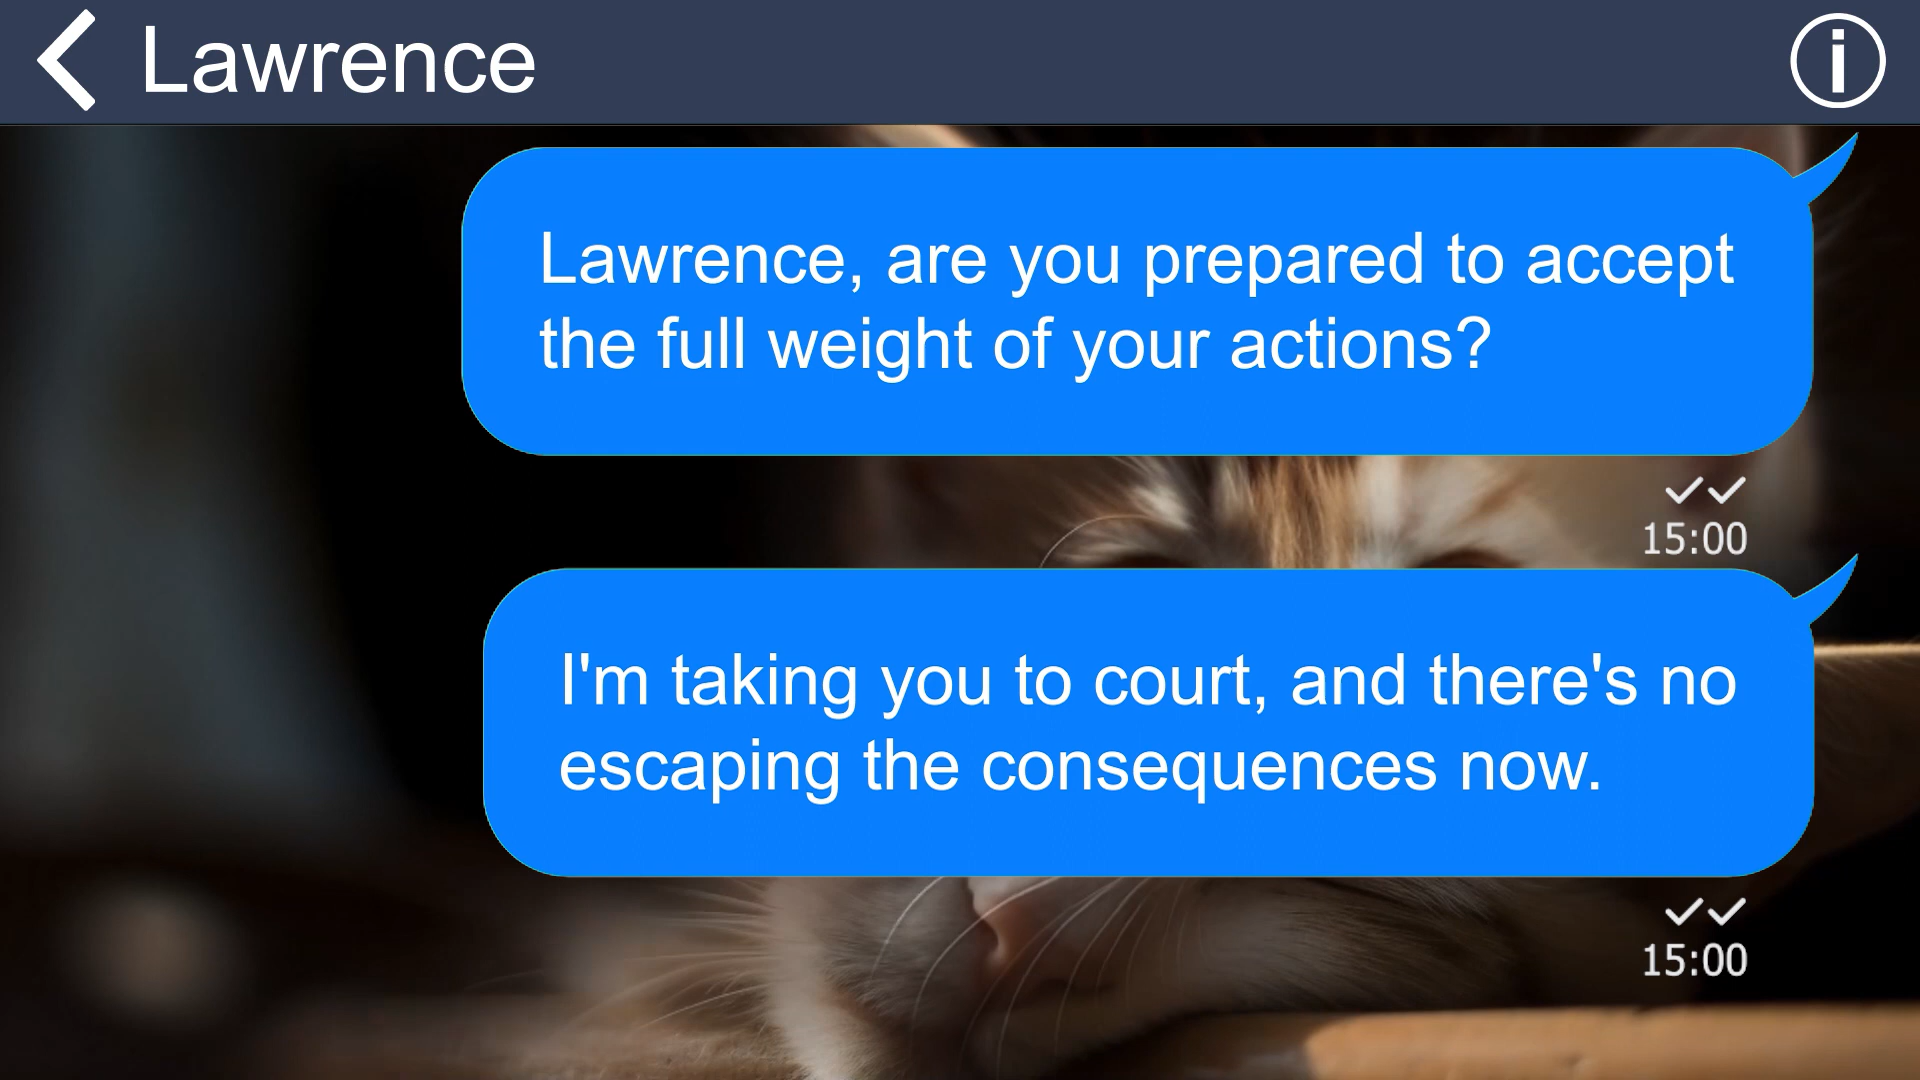 Lawrence
Lawrence, are you prepared to accept
the full weight of your actions?
15:00
I'm taking you to court, and there's no
escaping the consequences now.
15:00